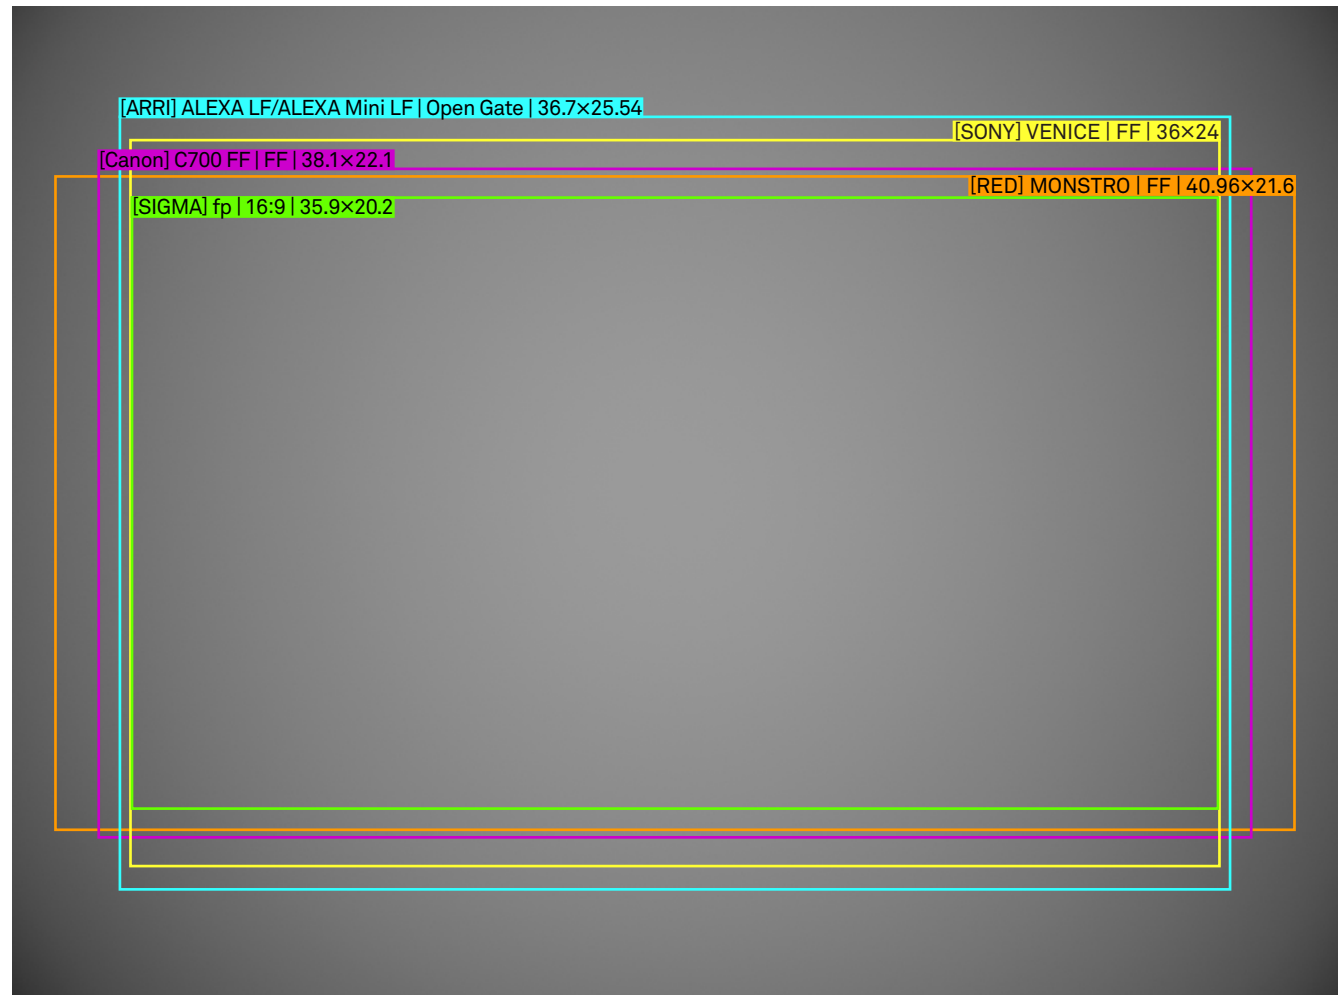 [ARRI] ALEXA LF/ALEXA Mini LF | Open Gate | 36.7×25.54
[SONY] VENICE | FF | 36×24
[Canon] C700 FF | FF | 38.1×22.1
[RED] MONSTRO | FF | 40.96×21.6
[SIGMA] fp | 16:9 | 35.9×20.2